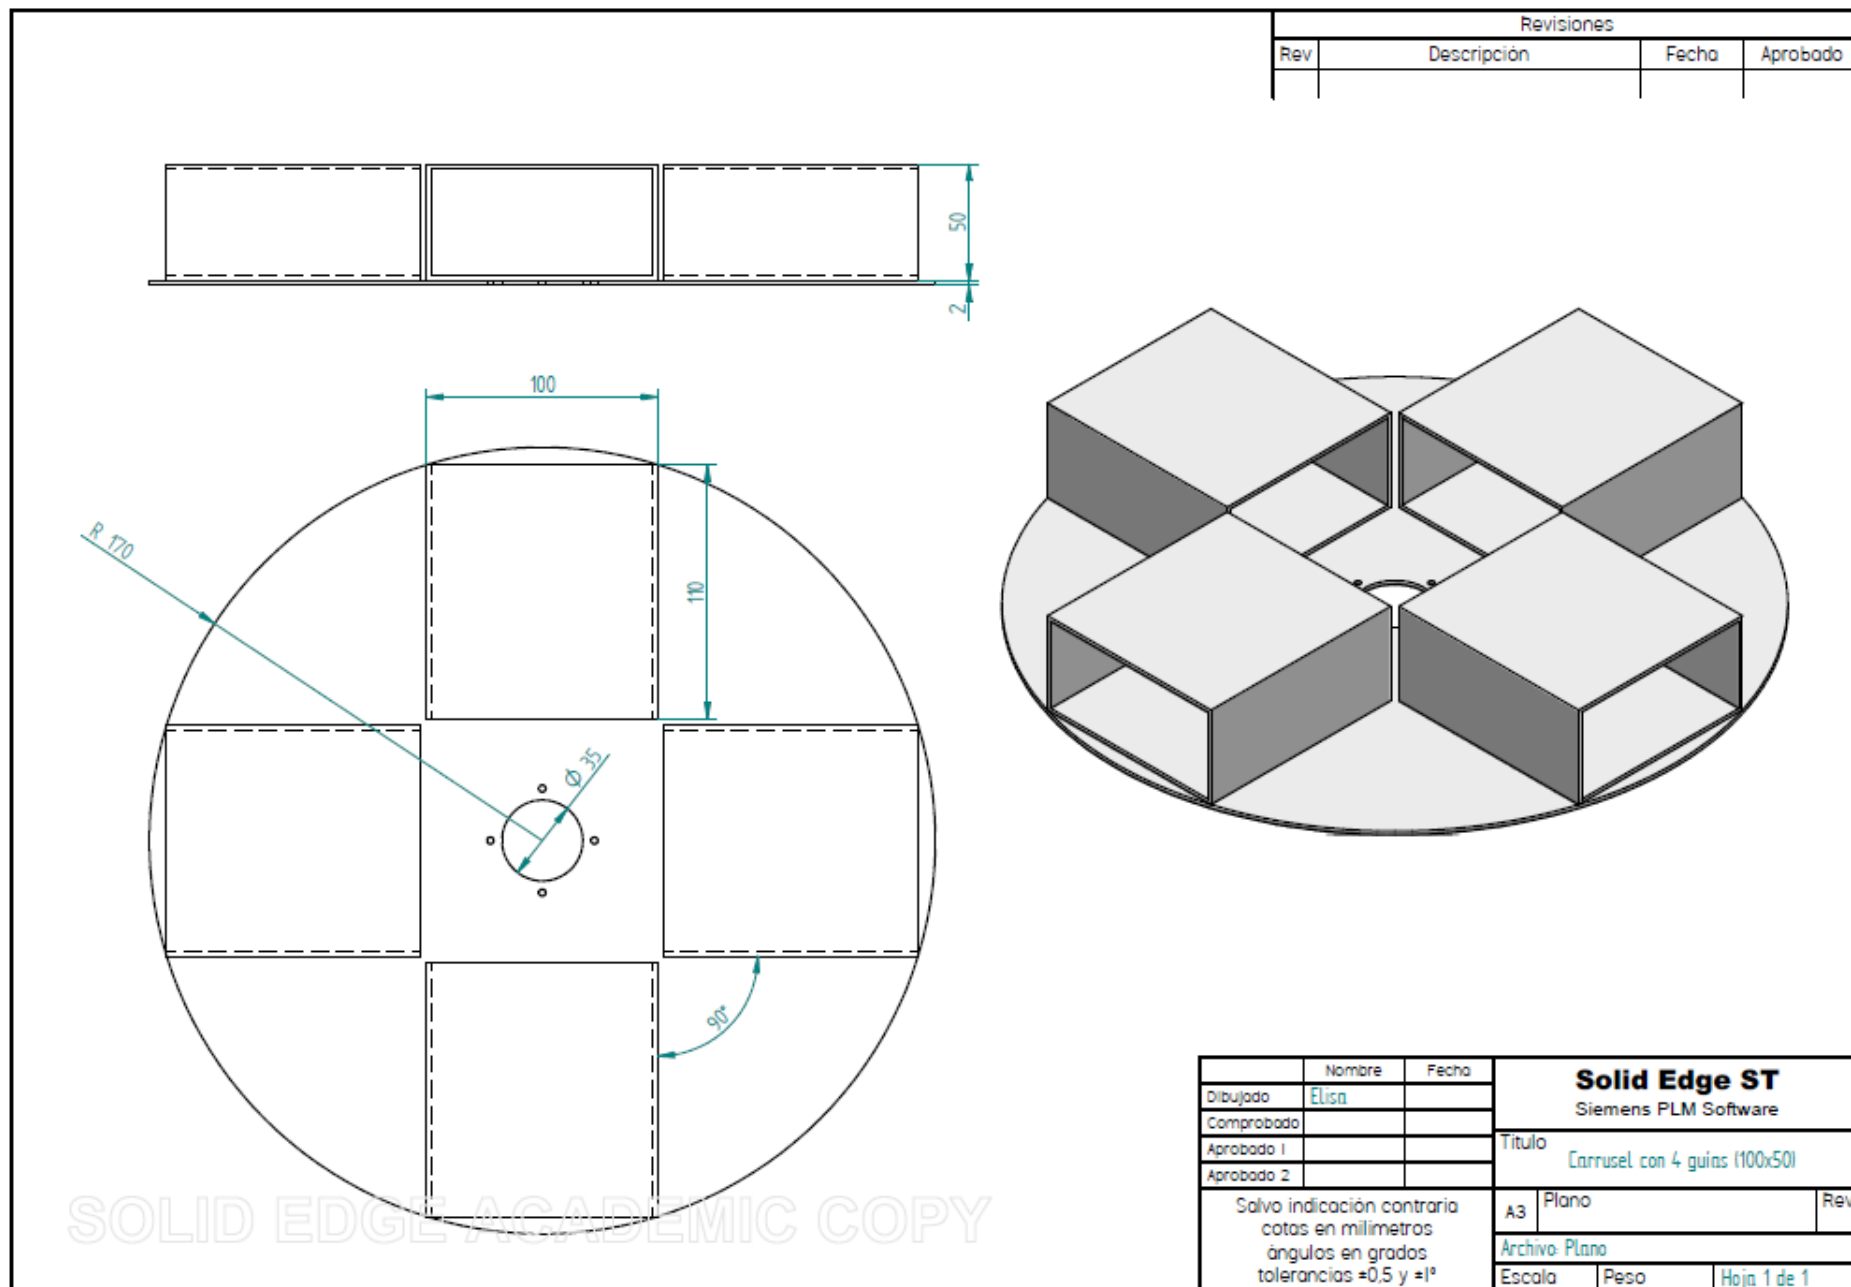 Revisiones
Rev Descripción Fecha Aprobado
50
2
100
R 170
110
Ø 35
90°
SOLID EDGE ACADEMIC COPY
Nombre Fecha
Dibujado Elisa
Comprobado
Aprobado 1
Aprobado 2
Solid Edge ST
Siemens PLM Software
Título
Carrusel con 4 guias (100x50)
Salvo indicación contraria
cotas en milímetros
ángulos en grados
tolerancias ±0,5 y ±1º
A3 Plano Rev
Archivo: Plano
Escala Peso Hoja 1 de 1